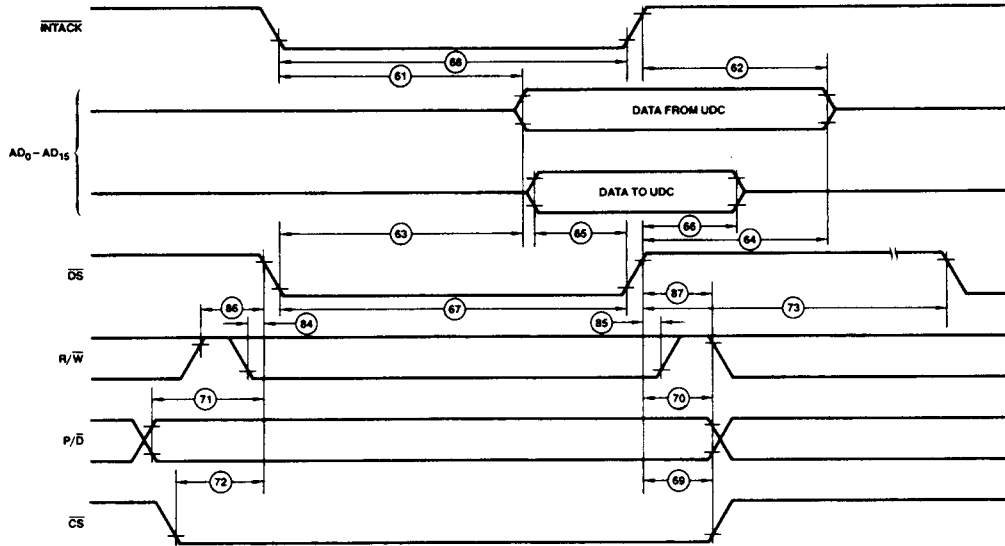 INTACK
68
61
62
DATA FROM UDC
AD0 – AD15
DATA TO UDC
63
65
66
64
DS
67
87
73
86
84
85
R/W
71
70
P/D
72
69
CS